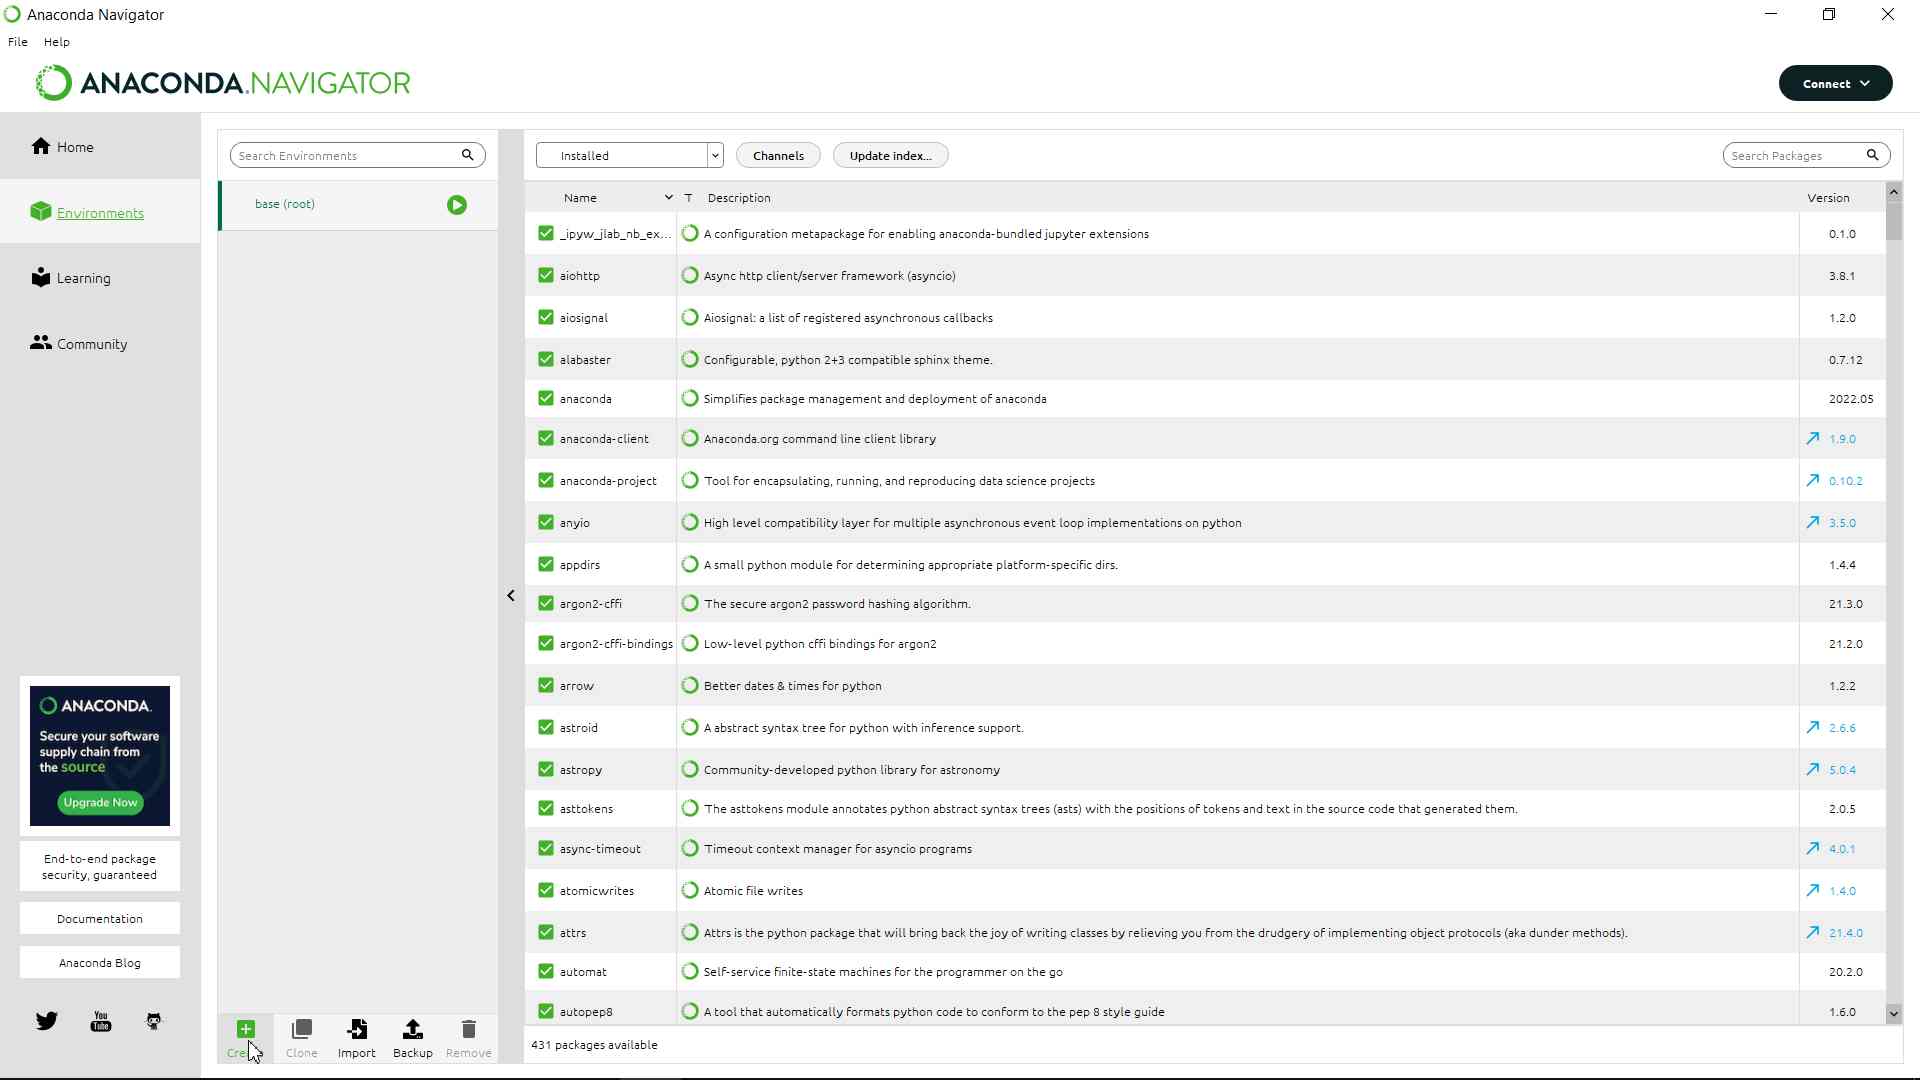 Anaconda Navigator
File Help
ANACONDA.NAVIGATOR
Connect
Home
Environments
Learning
Community
ANACONDA.
Secure your software
supply chain from
the source
Upgrade Now
End-to-end package
security, guaranteed
Documentation
Anaconda Blog
You
Tube
Search Environments
base (root)
Create Clone Import Backup Remove
Installed Channels Update index... Search Packages
Name T Description Version
_ipyw_jlab_nb_ex... A configuration metapackage for enabling anaconda-bundled jupyter extensions 0.1.0
aiohttp Async http client/server framework (asyncio) 3.8.1
aiosignal Aiosignal: a list of registered asynchronous callbacks 1.2.0
alabaster Configurable, python 2+3 compatible sphinx theme. 0.7.12
anaconda Simplifies package management and deployment of anaconda 2022.05
anaconda-client Anaconda.org command line client library 1.9.0
anaconda-project Tool for encapsulating, running, and reproducing data science projects 0.10.2
anyio High level compatibility layer for multiple asynchronous event loop implementations on python 3.5.0
appdirs A small python module for determining appropriate platform-specific dirs. 1.4.4
argon2-cffi The secure argon2 password hashing algorithm. 21.3.0
argon2-cffi-bindings Low-level python cffi bindings for argon2 21.2.0
arrow Better dates & times for python 1.2.2
astroid A abstract syntax tree for python with inference support. 2.6.6
astropy Community-developed python library for astronomy 5.0.4
asttokens The asttokens module annotates python abstract syntax trees (asts) with the positions of tokens and text in the source code that generated them. 2.0.5
async-timeout Timeout context manager for asyncio programs 4.0.1
atomicwrites Atomic file writes 1.4.0
attrs Attrs is the python package that will bring back the joy of writing classes by relieving you from the drudgery of implementing object protocols (aka dunder methods). 21.4.0
automat Self-service finite-state machines for the programmer on the go 20.2.0
autopep8 A tool that automatically formats python code to conform to the pep 8 style guide 1.6.0
431 packages available